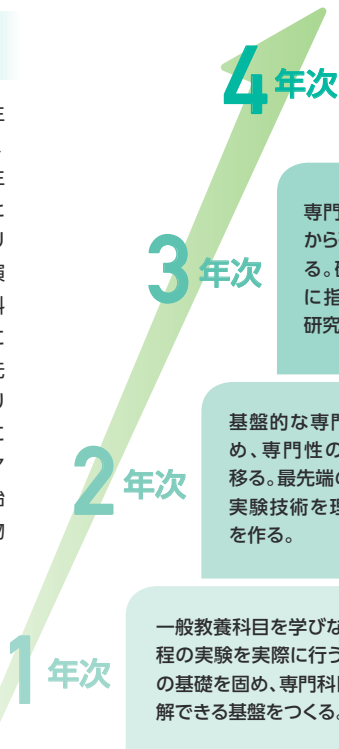 4年次
専門
から
る。
に指
研究
3年次
基盤的な専門
め、専門性の
移る。最先端の
実験技術を理
を作る。
2年次
一般教養科目を学びな
程の実験を実際に行う
の基礎を固め、専門科目
解できる基盤をつくる。
1年次